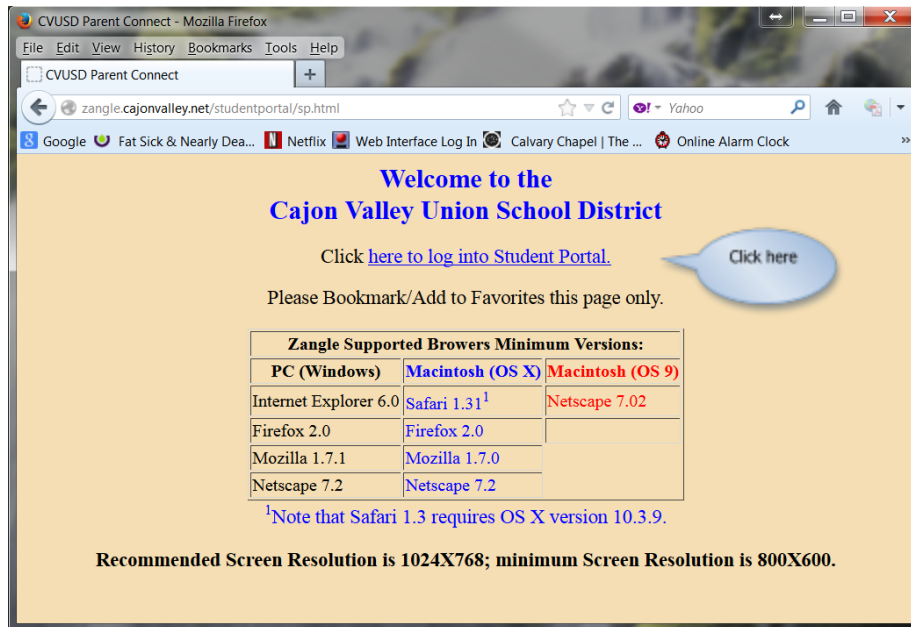 CVUSD Parent Connect - Mozilla Firefox
File Edit View History Bookmarks Tools Help
CVUSD Parent Connect +
zangle.cajonvalley.net/studentportal/sp.html Yahoo
Google Fat Sick & Nearly Dea... Netflix Web Interface Log In Calvary Chapel | The ... Online Alarm Clock »
Welcome to the
Cajon Valley Union School District
Click here to log into Student Portal.
Click here
Please Bookmark/Add to Favorites this page only.
Zangle Supported Browers Minimum Versions:
PC (Windows) Macintosh (OS X) Macintosh (OS 9)
Internet Explorer 6.0 Safari 1.31¹ Netscape 7.02
Firefox 2.0 Firefox 2.0
Mozilla 1.7.1 Mozilla 1.7.0
Netscape 7.2 Netscape 7.2
¹Note that Safari 1.3 requires OS X version 10.3.9.
Recommended Screen Resolution is 1024X768; minimum Screen Resolution is 800X600.